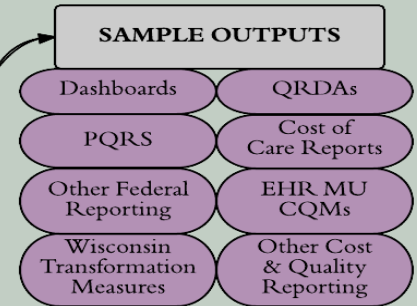 SAMPLE OUTPUTS
Dashboards
QRDAs
PQRS
Cost of
Care Reports
Other Federal
Reporting
EHR MU
CQMs
Wisconsin
Transformation
Measures
Other Cost
& Quality
Reporting